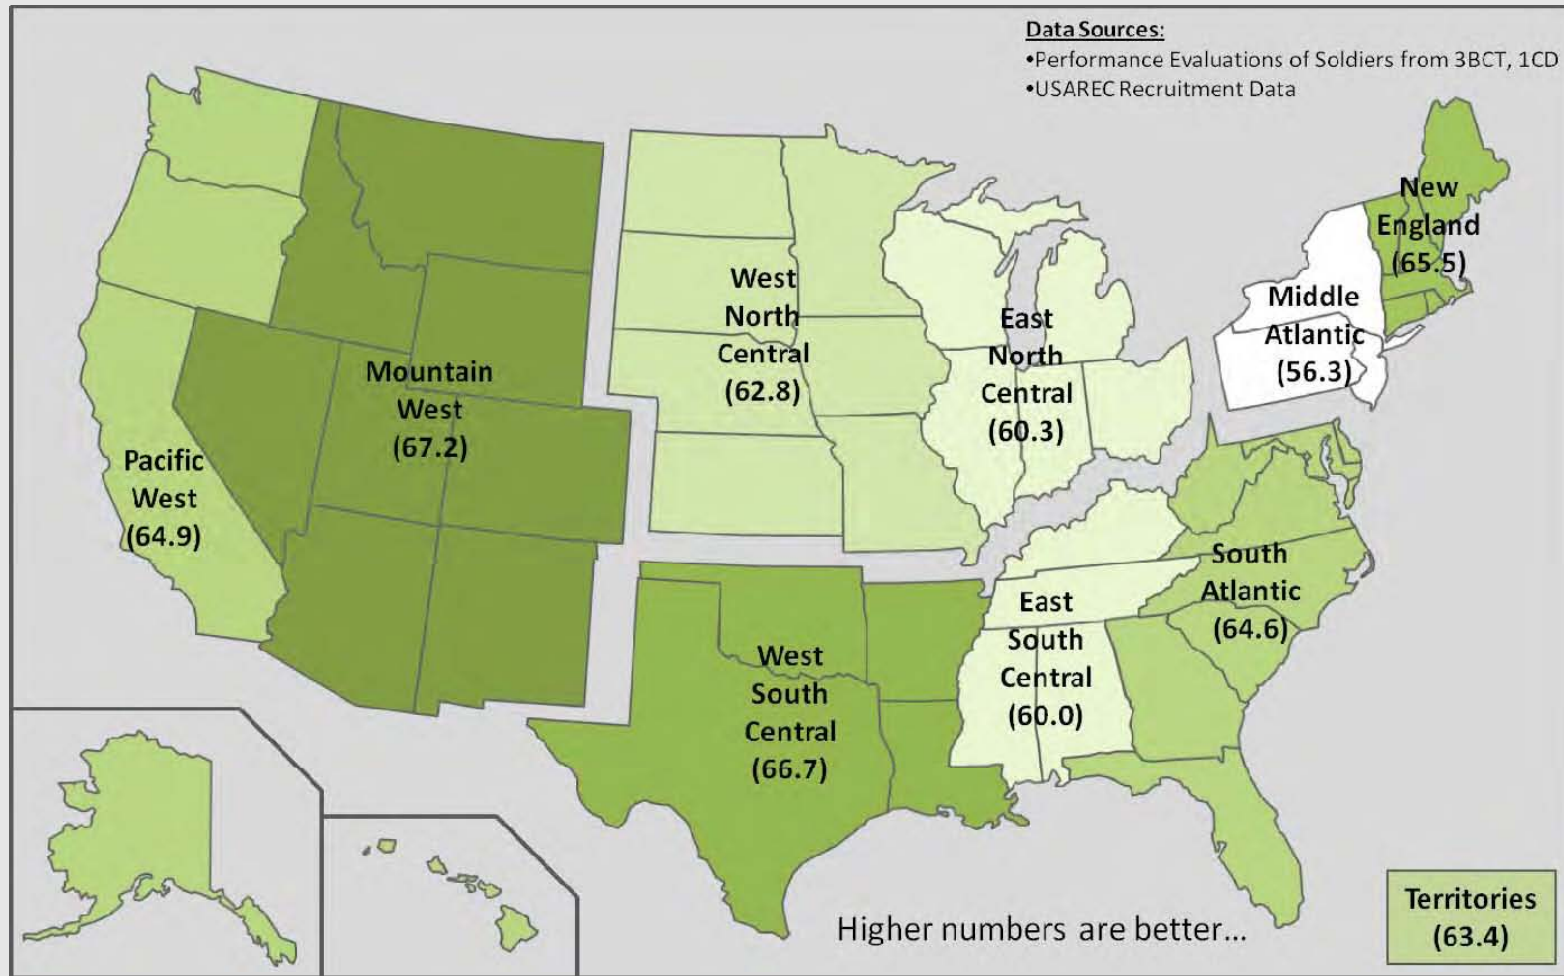 Data Sources:
•Performance Evaluations of Soldiers from 3BCT, 1CD
•USAREC Recruitment Data
New
England
(65.5)
Middle
Atlantic
(56.3)
West
North
Central
(62.8)
East
North
Central
(60.3)
Mountain
West
(67.2)
Pacific
West
(64.9)
South
Atlantic
(64.6)
East
South
Central
(60.0)
West
South
Central
(66.7)
Territories
(63.4)
Higher numbers are better...